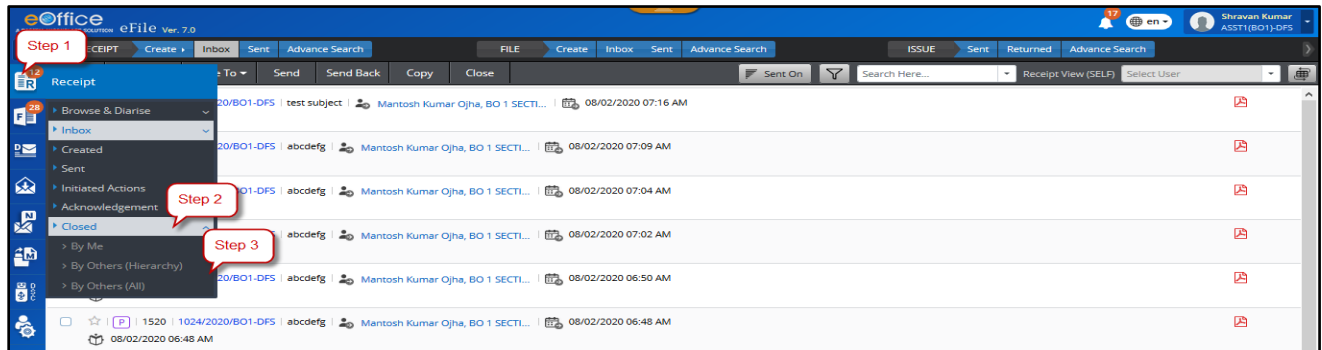 eOffice eFile Ver. 7.0 17 en Shravan Kumar
ASST1(BO1)-DFS
Step 1 RECEIPT Create Inbox Sent Advance Search FILE Create Inbox Sent Advance Search ISSUE Sent Returned Advance Search
12 R Receipt To Send Send Back Copy Close Sent On Search Here... Receipt View (SELF) Select User
20/BO1-DFS test subject Mantosh Kumar Ojha, BO 1 SECTI... 08/02/2020 07:16 AM
28 F Browse & Diarise
Inbox
Created 20/BO1-DFS abcdefg Mantosh Kumar Ojha, BO 1 SECTI... 08/02/2020 07:09 AM
Sent
Initiated Actions O1-DFS abcdefg Mantosh Kumar Ojha, BO 1 SECTI... 08/02/2020 07:04 AM
Step 2
Acknowledgement
Closed abcdefg Mantosh Kumar Ojha, BO 1 SECTI... 08/02/2020 07:02 AM
> By Me Step 3
> By Others (Hierarchy)
20/BO1-DFS abcdefg Mantosh Kumar Ojha, BO 1 SECTI... 08/02/2020 06:50 AM
> By Others (All)
P 1520 1024/2020/BO1-DFS abcdefg Mantosh Kumar Ojha, BO 1 SECTI... 08/02/2020 06:48 AM
08/02/2020 06:48 AM